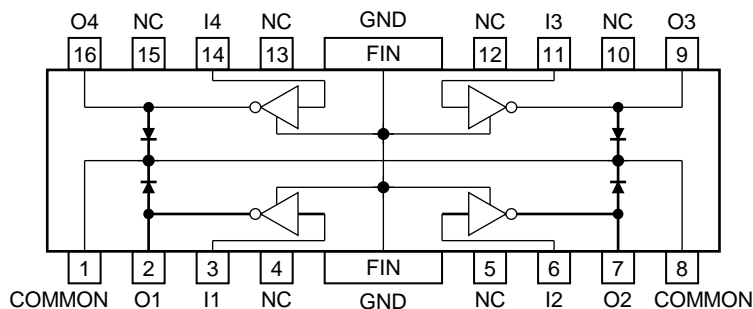 O4 NC I4 NC GND NC I3 NC O3
16 15 14 13 FIN 12 11 10 9
1 2 3 4 FIN 5 6 7 8
COMMON O1 I1 NC GND NC I2 O2 COMMON